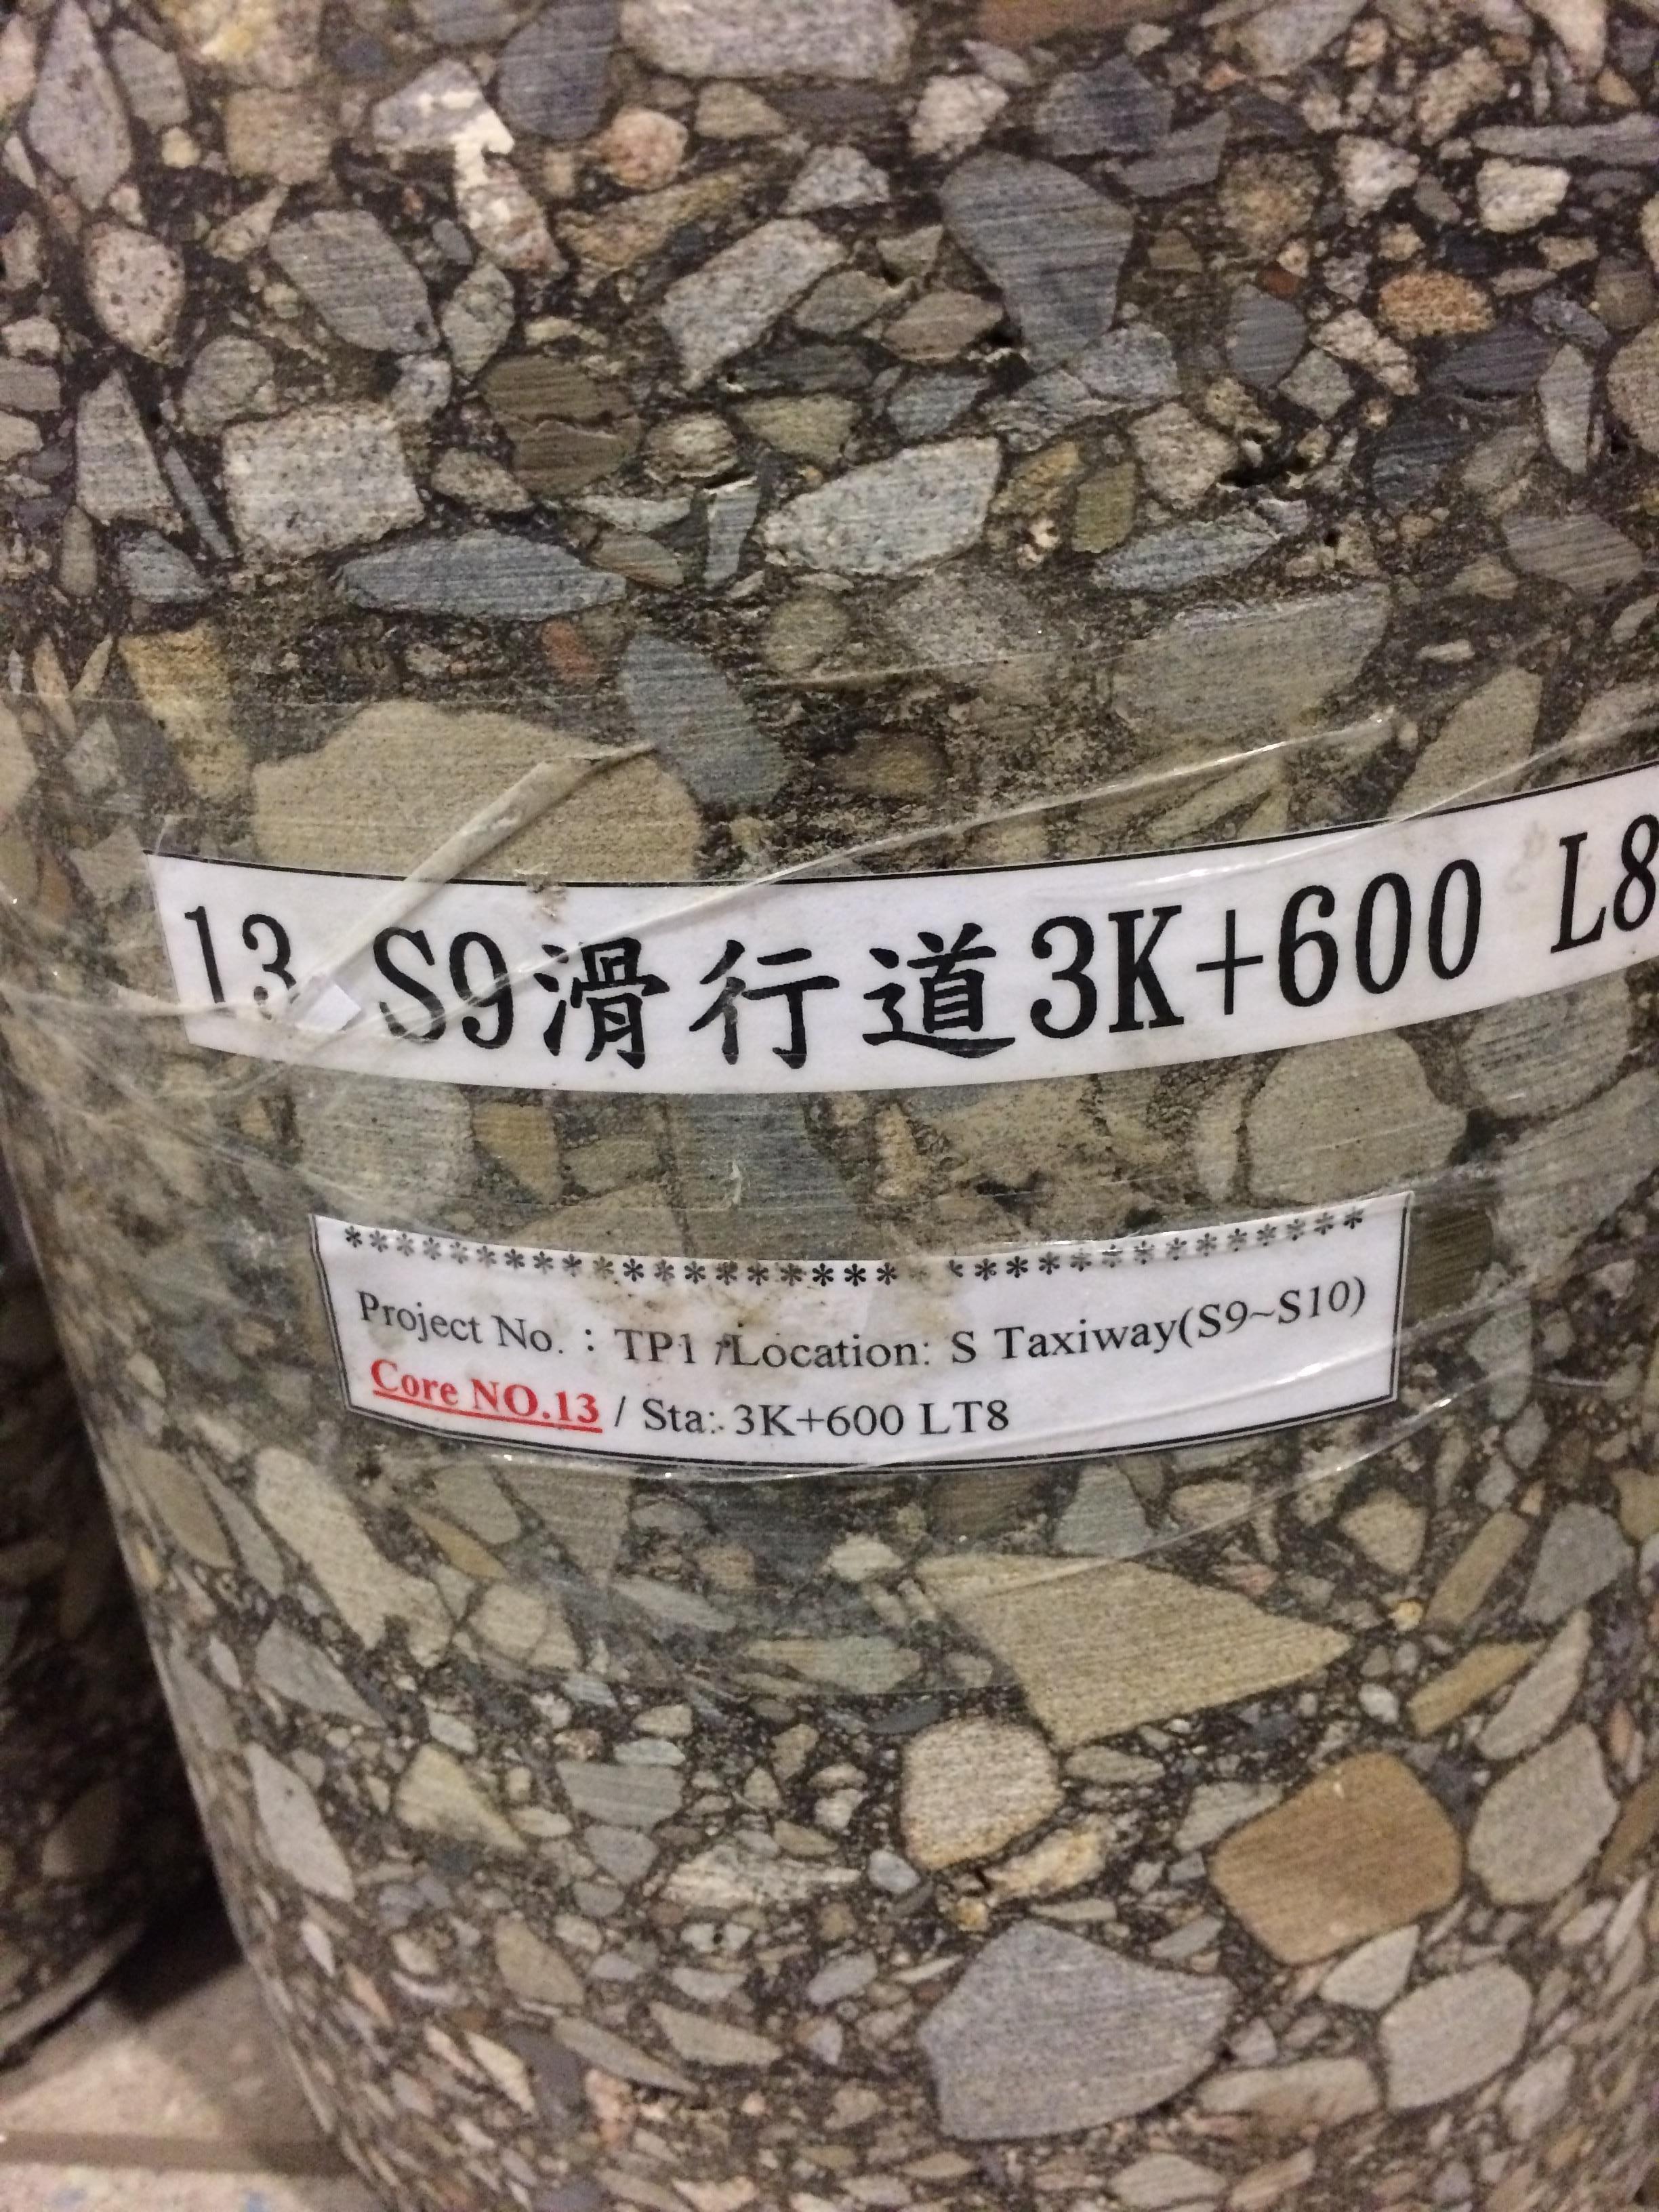 13 S9滑行道3K+600 L8
***********************************
Project No.：TP1 /Location: S Taxiway(S9~S10)
Core NO.13 / Sta: 3K+600 LT8